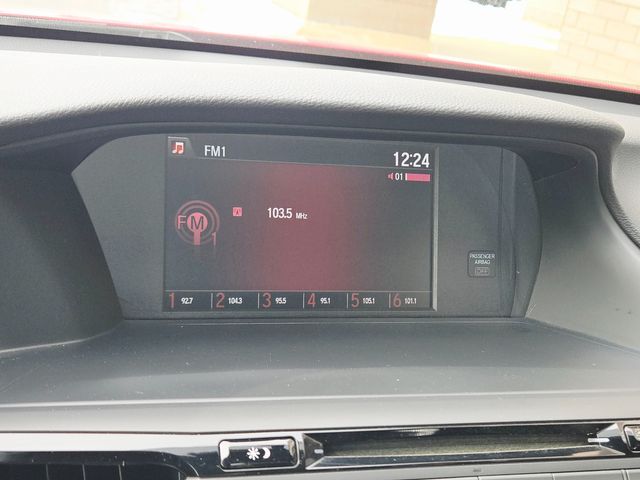 FM1
12:24
01
FM
1
A
103.5 MHz
PASSENGER
AIRBAG
OFF
1 92.7 2 104.3 3 95.5 4 95.1 5 105.1 6 101.1